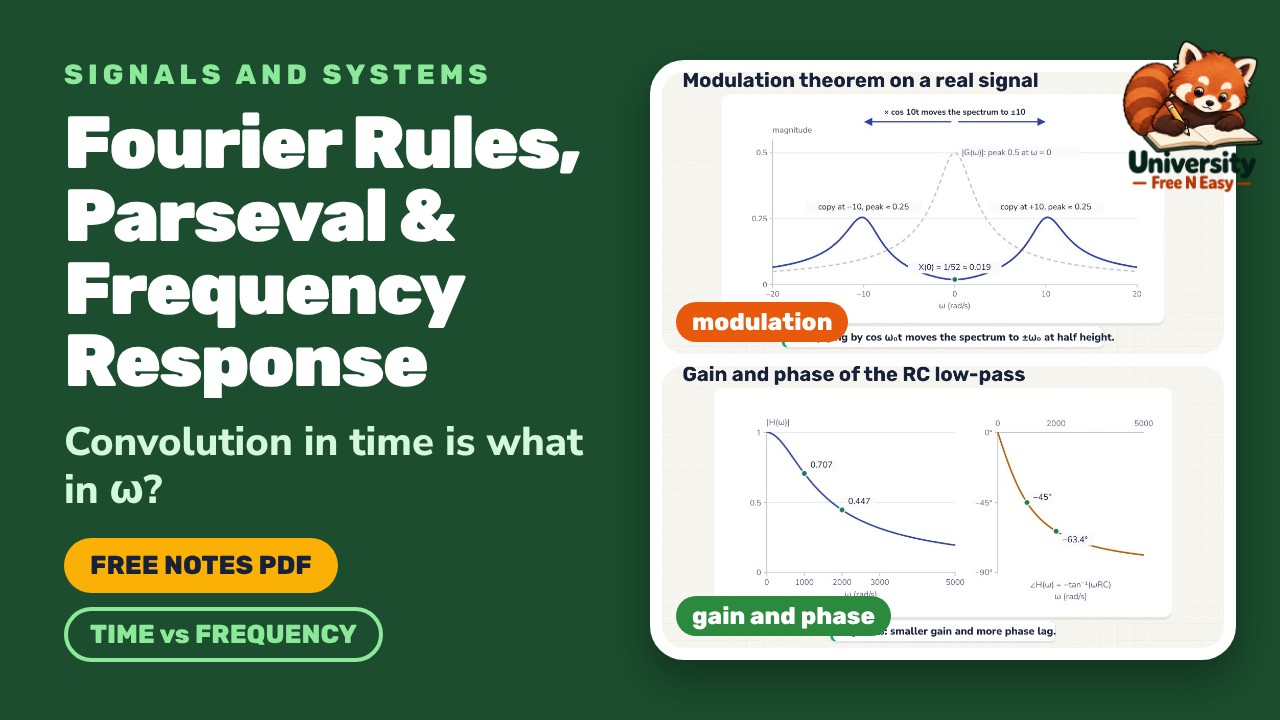 SIGNALS AND SYSTEMS
Fourier Rules,
Parseval &
Frequency
Response
Convolution in time is what
in ω?
FREE NOTES PDF
TIME vs FREQUENCY
Modulation theorem on a real signal
× cos 10t moves the spectrum to ±10
magnitude
0.5
|G(ω)|: peak 0.5 at ω = 0
copy at −10, peak ≈ 0.25
copy at +10, peak ≈ 0.25
0.25
X(0) = 1/52 ≈ 0.019
0
−20 −10 0 10 20
ω (rad/s)
modulation
by cos ω₀t moves the spectrum to ±ω₀ at half height.
Gain and phase of the RC low-pass
|H(ω)|
1
0.707
0.5
0.447
0
0 1000 2000 3000 5000
ω (rad/s)
0 2000 5000
0°
−45°
−45°
−63.4°
−90°
∠H(ω) = −tan⁻¹(ωRC)
ω (rad/s)
gain and phase
smaller gain and more phase lag.
University
Free N Easy